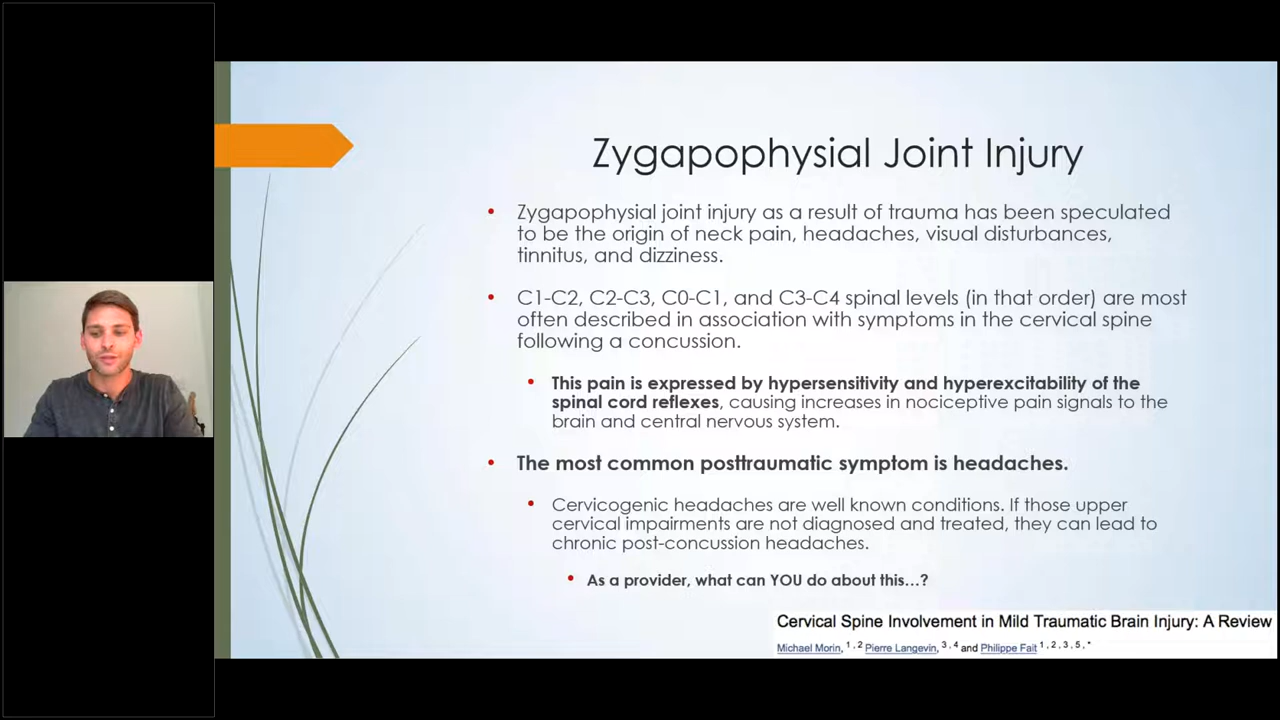 Zygapophysial Joint Injury
• Zygapophysial joint injury as a result of trauma has been speculated
to be the origin of neck pain, headaches, visual disturbances,
tinnitus, and dizziness.
• C1-C2, C2-C3, C0-C1, and C3-C4 spinal levels (in that order) are most
often described in association with symptoms in the cervical spine
following a concussion.
• This pain is expressed by hypersensitivity and hyperexcitability of the
spinal cord reflexes, causing increases in nociceptive pain signals to the
brain and central nervous system.
• The most common posttraumatic symptom is headaches.
• Cervicogenic headaches are well known conditions. If those upper
cervical impairments are not diagnosed and treated, they can lead to
chronic post-concussion headaches.
• As a provider, what can YOU do about this...?
Cervical Spine Involvement in Mild Traumatic Brain Injury: A Review
Michael Morin, 1, 2 Pierre Langevin, 3, 4 and Philippe Fait 1, 2, 3, 5, *